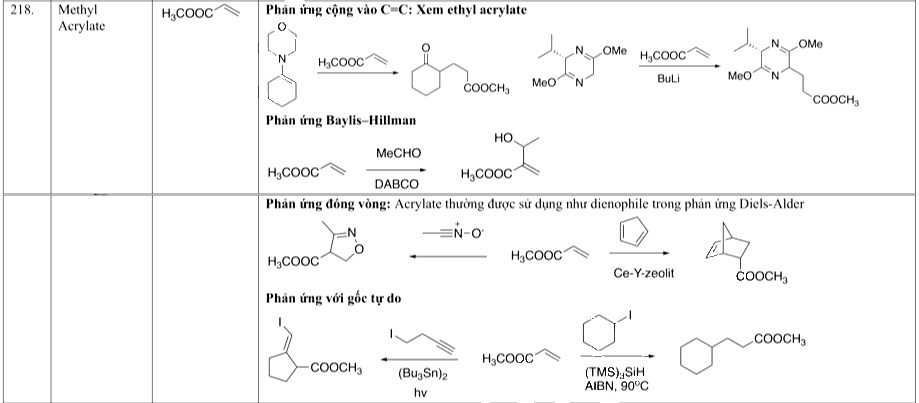 218.
Methyl
Acrylate
H₃COOC
Phản ứng cộng vào C=C: Xem ethyl acrylate
O
N
H₃COOC
O
COOCH₃
N
OMe
MeO
N
H₃COOC
BuLi
N
OMe
MeO
N
COOCH₃
Phản ứng Baylis–Hillman
H₃COOC
MeCHO
DABCO
HO
H₃COOC
Phản ứng đóng vòng: Acrylate thường được sử dụng như dienophile trong phản ứng Diels-Alder
N
O
H₃COOC
N⁺-O⁻
H₃COOC
Ce-Y-zeolit
COOCH₃
Phản ứng với gốc tự do
I
COOCH₃
I
(Bu₃Sn)₂
hv
H₃COOC
I
(TMS)₃SiH
AIBN, 90°C
COOCH₃